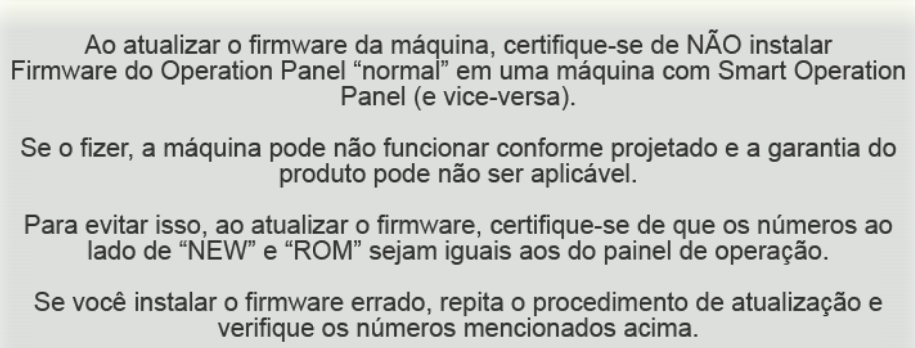 Ao atualizar o firmware da máquina, certifique-se de NÃO instalar
Firmware do Operation Panel “normal” em uma máquina com Smart Operation
Panel (e vice-versa).
Se o fizer, a máquina pode não funcionar conforme projetado e a garantia do
produto pode não ser aplicável.
Para evitar isso, ao atualizar o firmware, certifique-se de que os números ao
lado de “NEW” e “ROM” sejam iguais aos do painel de operação.
Se você instalar o firmware errado, repita o procedimento de atualização e
verifique os números mencionados acima.